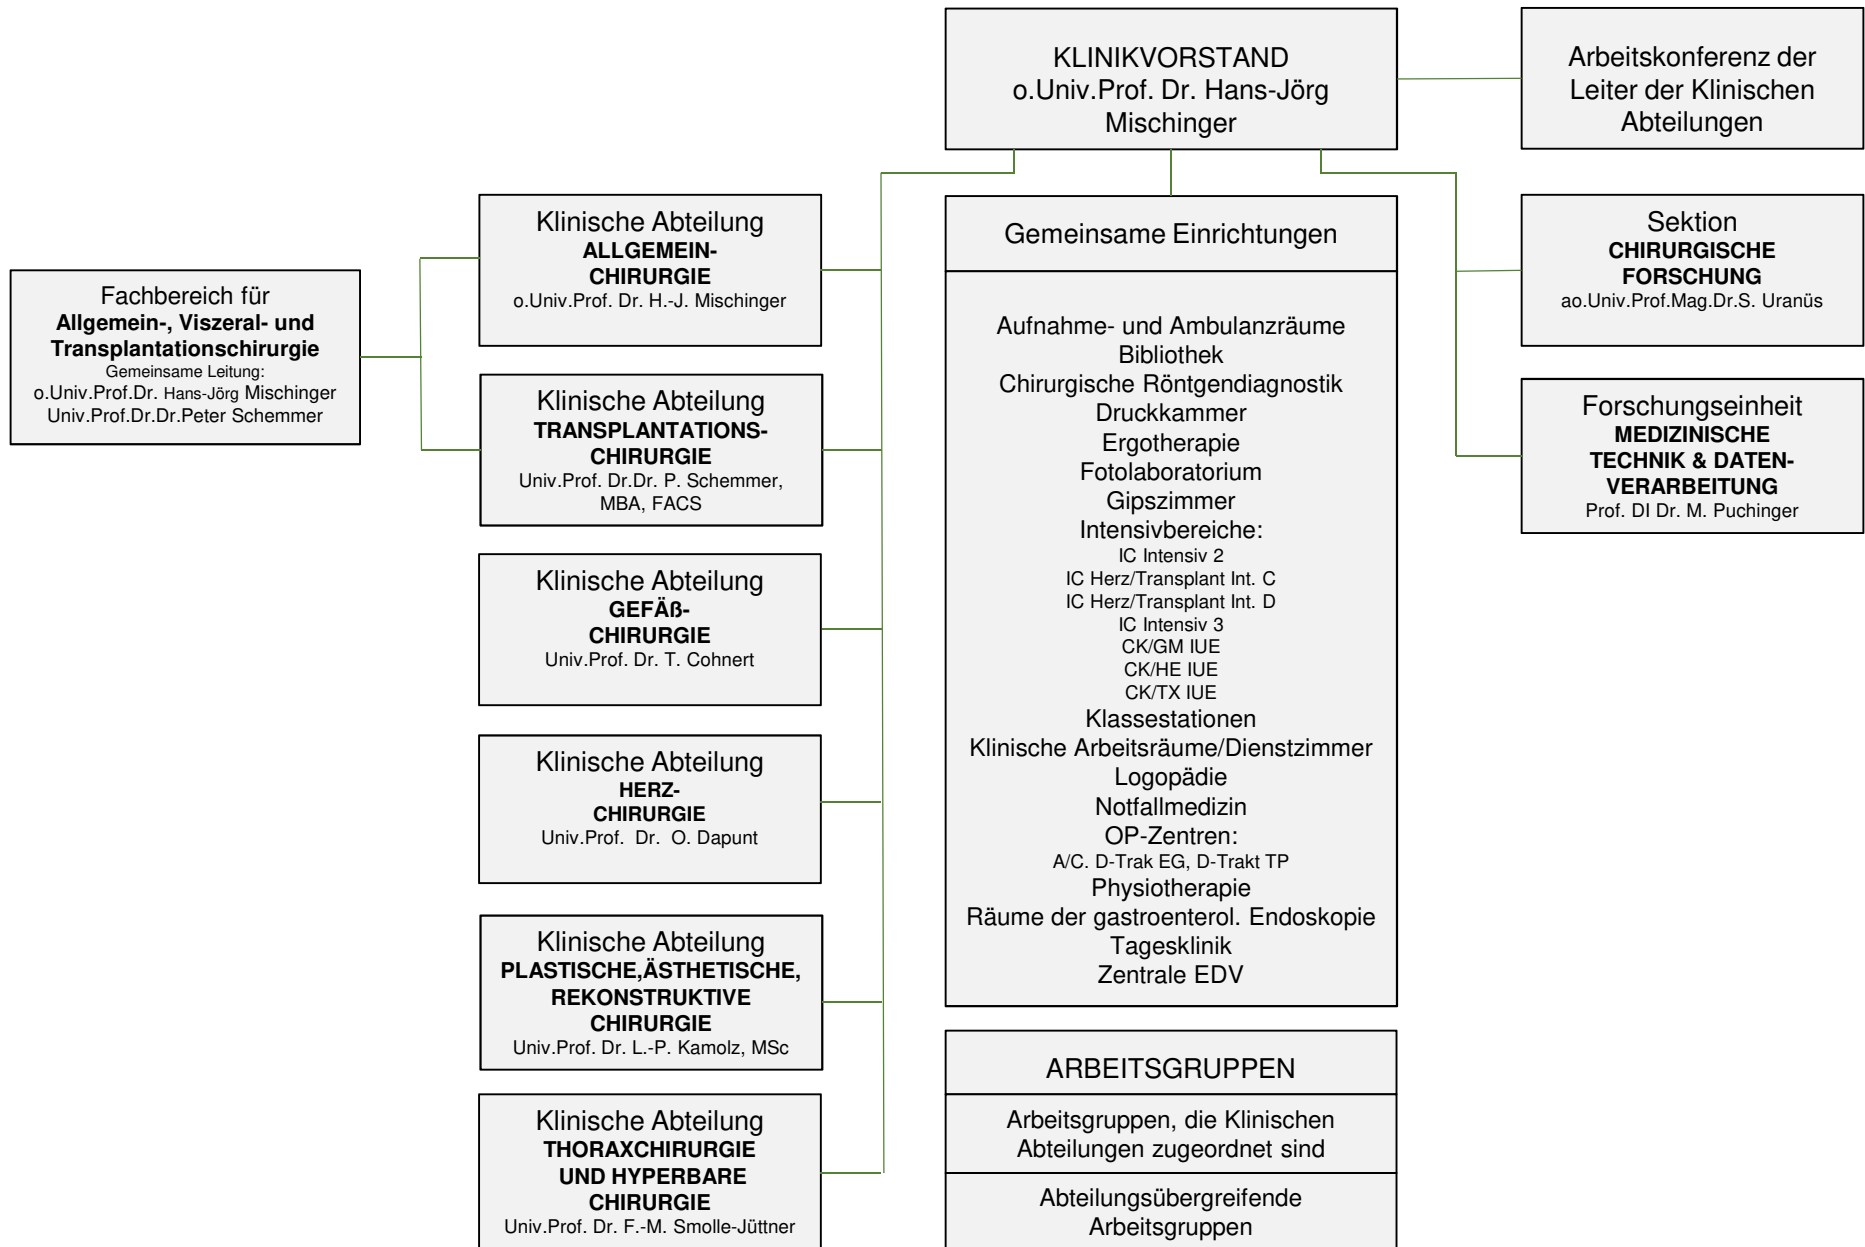 KLINIKVORSTAND
o.Univ.Prof. Dr. Hans-Jörg
Mischinger
Arbeitskonferenz der
Leiter der Klinischen
Abteilungen
Fachbereich für
Allgemein-, Viszeral- und
Transplantationschirurgie
Gemeinsame Leitung:
o.Univ.Prof.Dr. Hans-Jörg Mischinger
Univ.Prof.Dr.Dr.Peter Schemmer
Klinische Abteilung
ALLGEMEIN-
CHIRURGIE
o.Univ.Prof. Dr. H.-J. Mischinger
Klinische Abteilung
TRANSPLANTATIONS-
CHIRURGIE
Univ.Prof. Dr.Dr. P. Schemmer,
MBA, FACS
Klinische Abteilung
GEFÄß-
CHIRURGIE
Univ.Prof. Dr. T. Cohnert
Klinische Abteilung
HERZ-
CHIRURGIE
Univ.Prof. Dr. O. Dapunt
Klinische Abteilung
PLASTISCHE,ÄSTHETISCHE,
REKONSTRUKTIVE
CHIRURGIE
Univ.Prof. Dr. L.-P. Kamolz, MSc
Klinische Abteilung
THORAXCHIRURGIE
UND HYPERBARE
CHIRURGIE
Univ.Prof. Dr. F.-M. Smolle-Jüttner
Gemeinsame Einrichtungen
Aufnahme- und Ambulanzräume
Bibliothek
Chirurgische Röntgendiagnostik
Druckkammer
Ergotherapie
Fotolaboratorium
Gipszimmer
Intensivbereiche:
IC Intensiv 2
IC Herz/Transplant Int. C
IC Herz/Transplant Int. D
IC Intensiv 3
CK/GM IUE
CK/HE IUE
CK/TX IUE
Klassestationen
Klinische Arbeitsräume/Dienstzimmer
Logopädie
Notfallmedizin
OP-Zentren:
A/C. D-Trak EG, D-Trakt TP
Physiotherapie
Räume der gastroenterol. Endoskopie
Tagesklinik
Zentrale EDV
ARBEITSGRUPPEN
Arbeitsgruppen, die Klinischen
Abteilungen zugeordnet sind
Abteilungsübergreifende
Arbeitsgruppen
Sektion
CHIRURGISCHE
FORSCHUNG
ao.Univ.Prof.Mag.Dr.S. Uranüs
Forschungseinheit
MEDIZINISCHE
TECHNIK & DATEN-
VERARBEITUNG
Prof. DI Dr. M. Puchinger